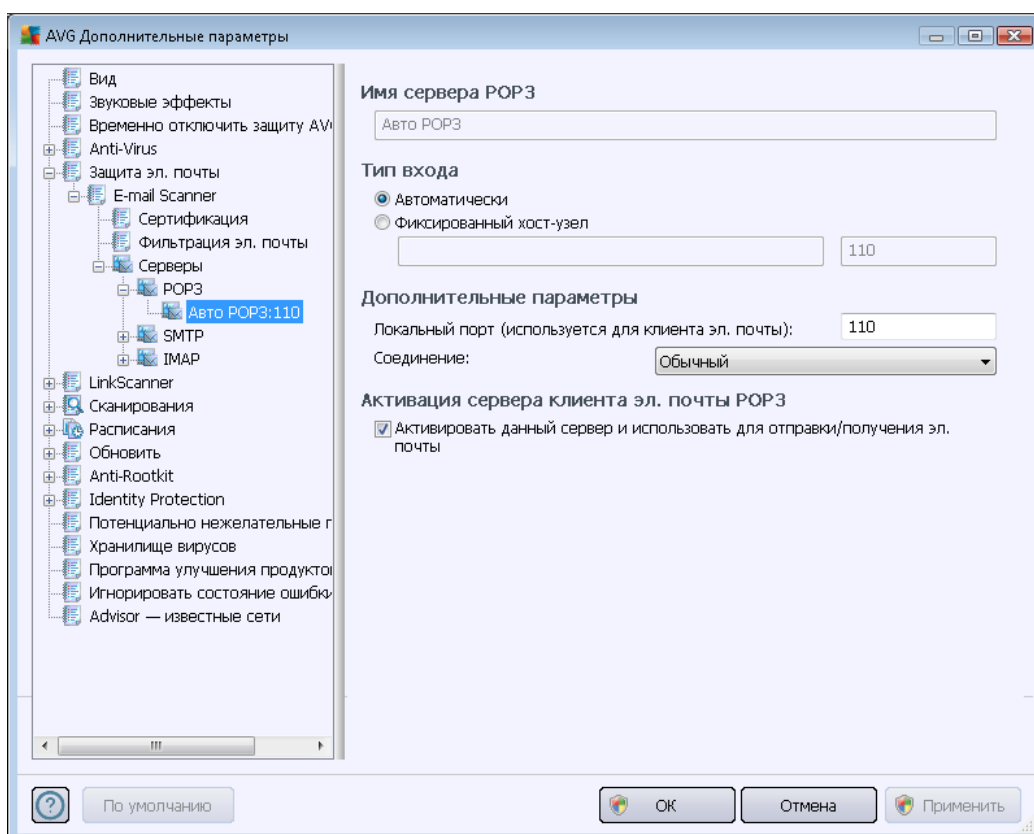 AVG Дополнительные параметры
Вид
Звуковые эффекты
Временно отключить защиту AV
Anti-Virus
Защита эл. почты
E-mail Scanner
Сертификация
Фильтрация эл. почты
Серверы
POP3
Авто POP3:110
SMTP
IMAP
LinkScanner
Сканирования
Расписания
Обновить
Anti-Rootkit
Identity Protection
Потенциально нежелательные
Хранилище вирусов
Программа улучшения продукто
Игнорировать состояние ошибки
Advisor — известные сети
Имя сервера POP3
Авто POP3
Тип входа
Автоматически
Фиксированный хост-узел
110
Дополнительные параметры
Локальный порт (используется для клиента эл. почты): 110
Соединение: Обычный
Активация сервера клиента эл. почты POP3
Активировать данный сервер и использовать для отправки/получения эл.
почты
По умолчанию
ОК
Отмена
Применить